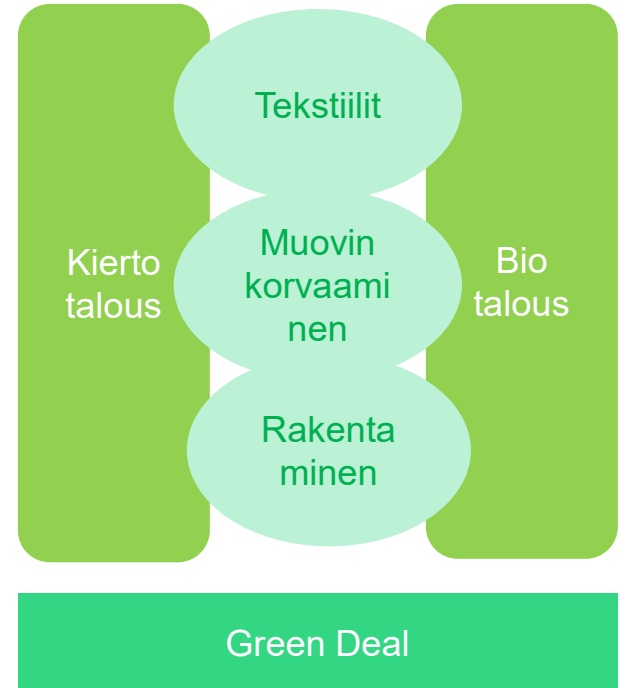 Tekstiilit
Kierto
talous
Muovin
korvaami
nen
Bio
talous
Rakenta
minen
Green Deal